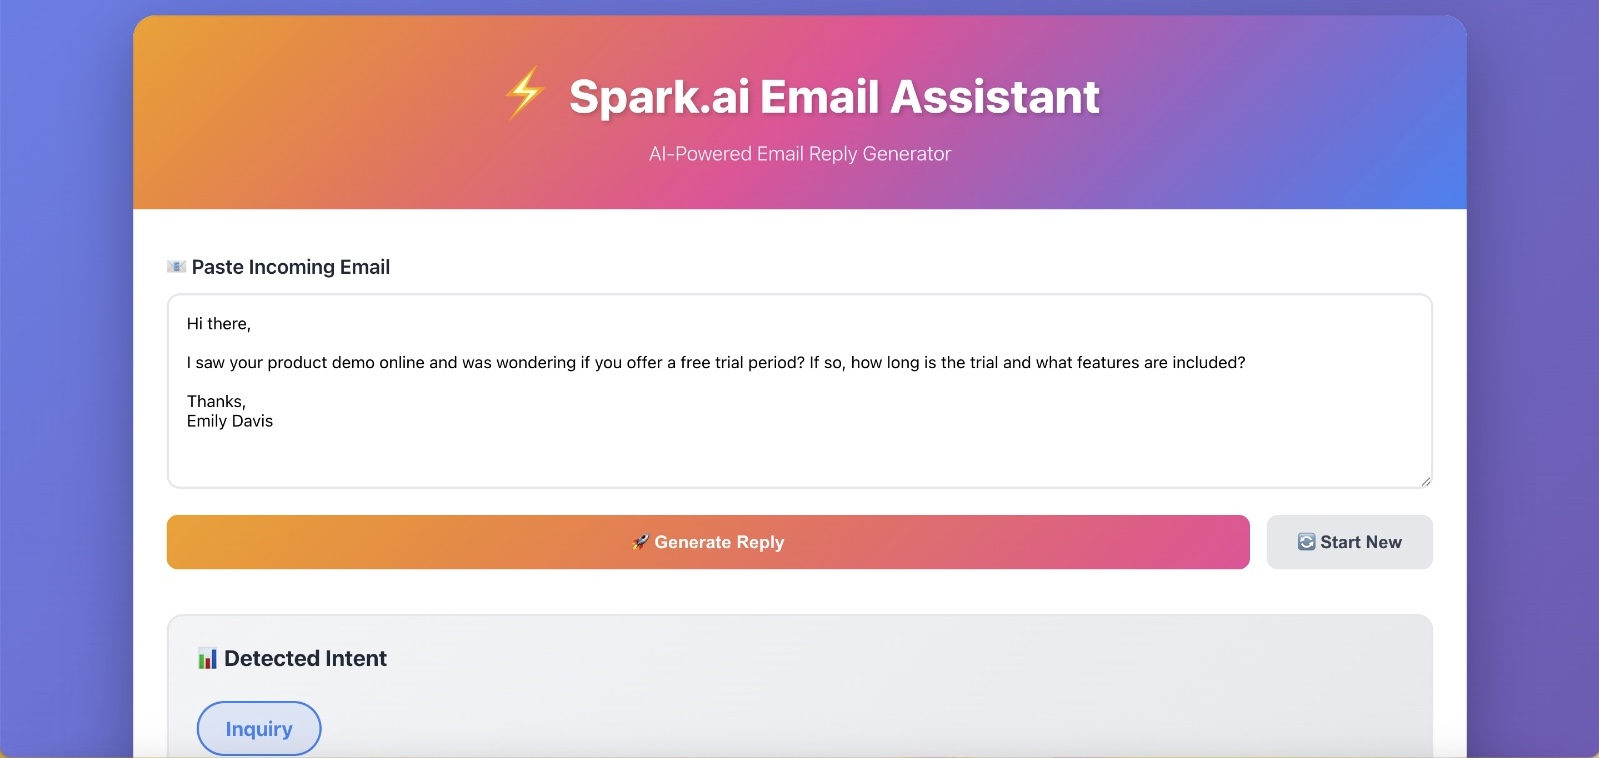 ⚡ Spark.ai Email Assistant
AI-Powered Email Reply Generator
📧 Paste Incoming Email
Hi there,
I saw your product demo online and was wondering if you offer a free trial period? If so, how long is the trial and what features are included?
Thanks,
Emily Davis
🚀 Generate Reply
🔄 Start New
📊 Detected Intent
Inquiry